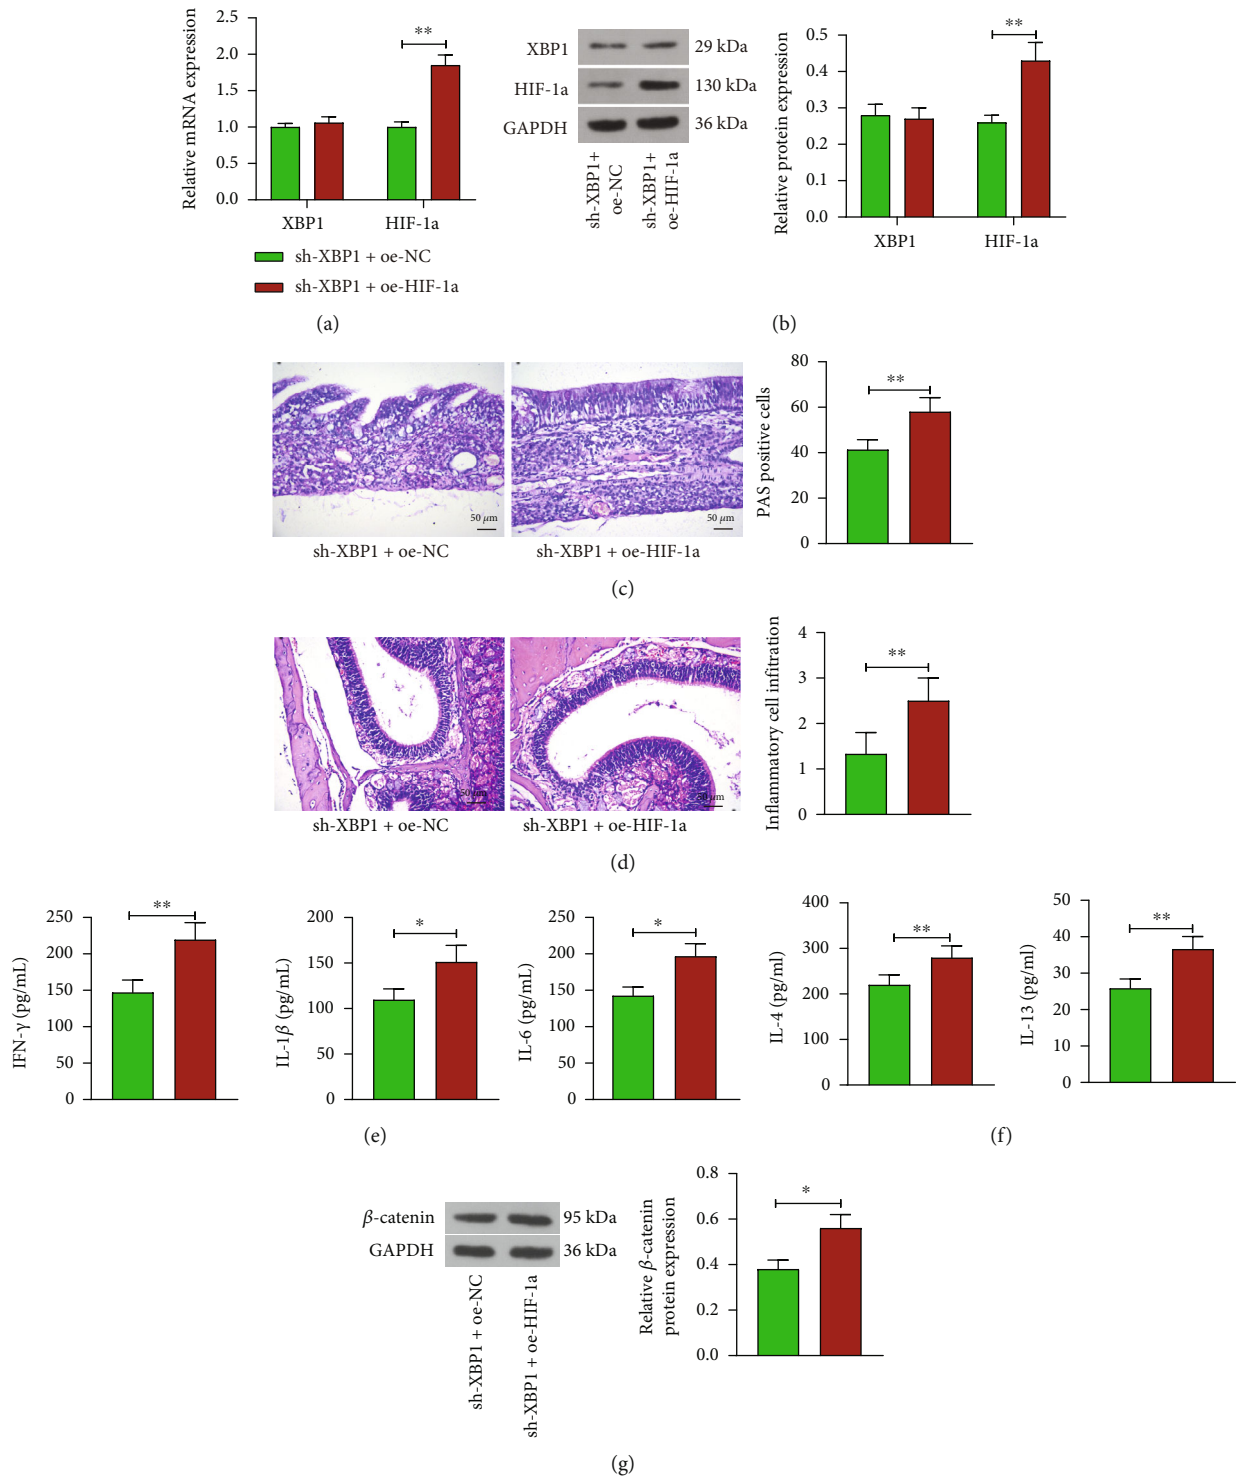 2.5
2.0
1.5
1.0
0.5
0.0
Relative mRNA expression
**
XBP1
HIF-1a
sh-XBP1 + oe-NC
sh-XBP1 + oe-HIF-1a
(a)
XBP1
29 kDa
HIF-1a
130 kDa
GAPDH
36 kDa
sh-XBP1+
oe-NC
sh-XBP1+
oe-HIF-1a
0.5
0.4
0.3
0.2
0.1
0.0
Relative protein expression
**
XBP1
HIF-1a
(b)
50 μm
50 μm
sh-XBP1 + oe-NC
sh-XBP1 + oe-HIF-1a
80
60
40
20
0
PAS positive cells
**
(c)
50 μm
50 μm
sh-XBP1 + oe-NC
sh-XBP1 + oe-HIF-1a
4
3
2
1
0
Inflammatory cell infitration
**
(d)
250
200
150
100
50
0
IFN-γ (pg/mL)
**
200
150
100
50
0
IL-1β (pg/mL)
*
250
200
150
100
50
0
IL-6 (pg/mL)
*
(e)
400
300
200
100
0
IL-4 (pg/ml)
**
50
40
30
20
10
0
IL-13 (pg/ml)
**
(f)
β-catenin
95 kDa
GAPDH
36 kDa
sh-XBP1 + oe-NC
sh-XBP1 + oe-HIF-1a
0.8
0.6
0.4
0.2
0.0
Relative β-catenin
protein expression
*
(g)